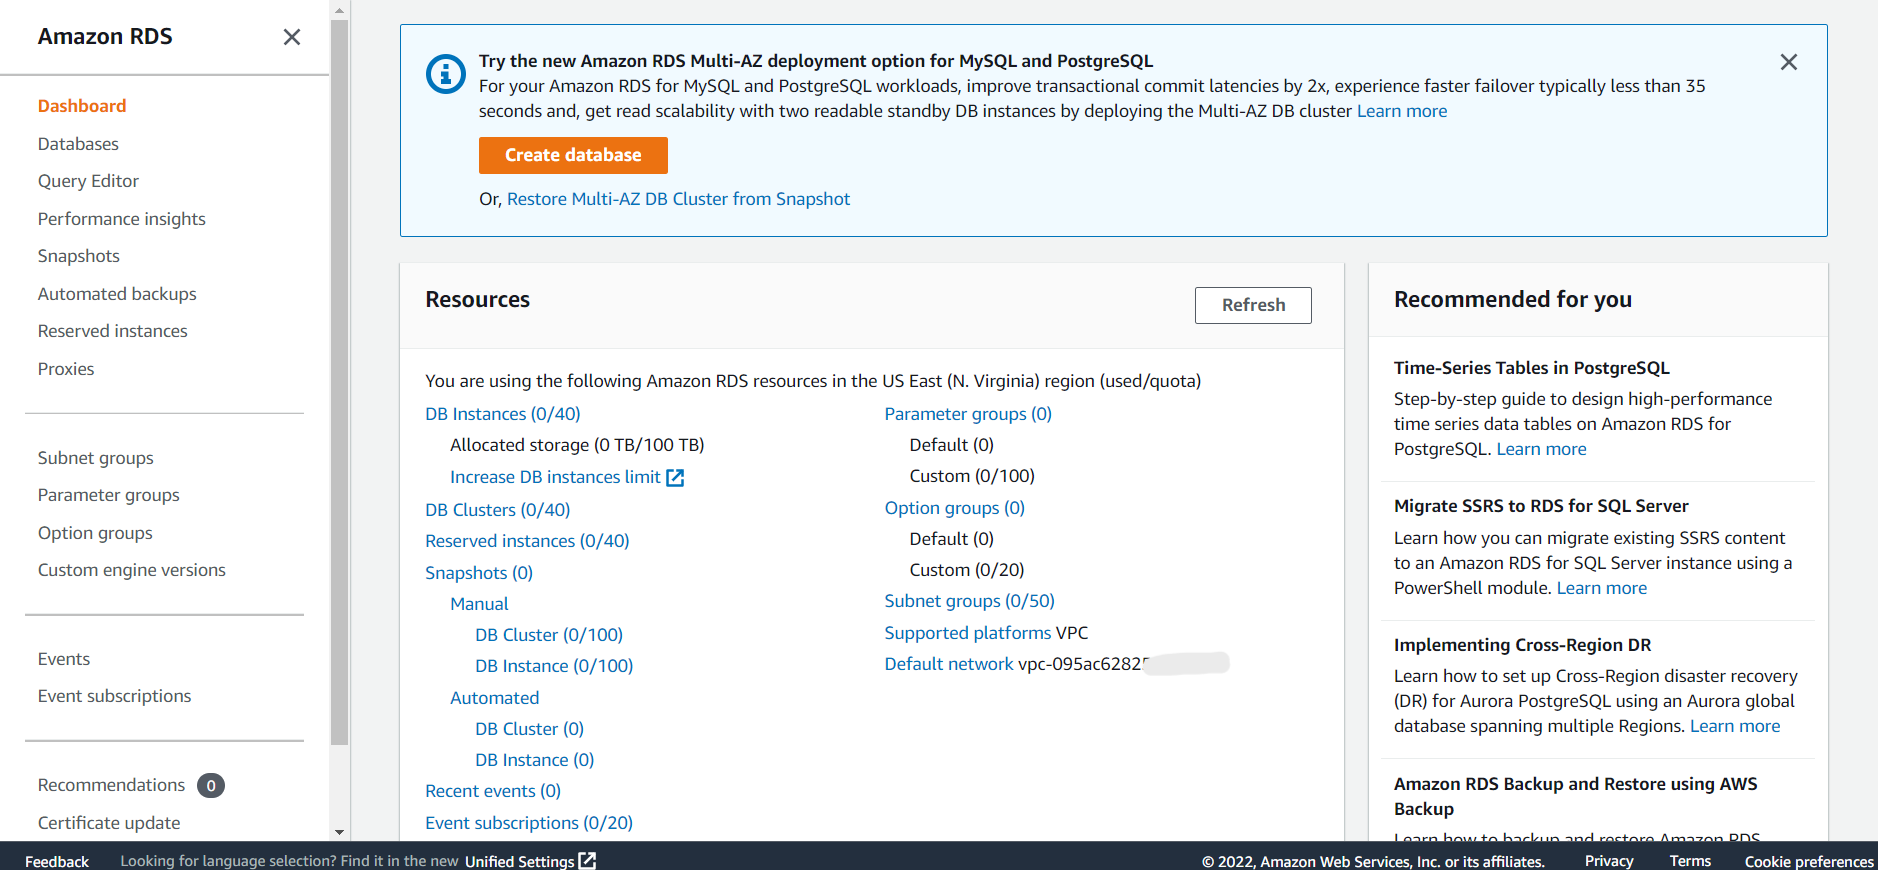 Amazon RDS
Dashboard
Databases
Query Editor
Performance insights
Snapshots
Automated backups
Reserved instances
Proxies
Subnet groups
Parameter groups
Option groups
Custom engine versions
Events
Event subscriptions
Recommendations 0
Certificate update
Try the new Amazon RDS Multi-AZ deployment option for MySQL and PostgreSQL
For your Amazon RDS for MySQL and PostgreSQL workloads, improve transactional commit latencies by 2x, experience faster failover typically less than 35
seconds and, get read scalability with two readable standby DB instances by deploying the Multi-AZ DB cluster Learn more
Create database
Or, Restore Multi-AZ DB Cluster from Snapshot
Resources
Refresh
You are using the following Amazon RDS resources in the US East (N. Virginia) region (used/quota)
DB Instances (0/40)
Allocated storage (0 TB/100 TB)
Increase DB instances limit
DB Clusters (0/40)
Reserved instances (0/40)
Snapshots (0)
Manual
DB Cluster (0/100)
DB Instance (0/100)
Automated
DB Cluster (0)
DB Instance (0)
Recent events (0)
Event subscriptions (0/20)
Parameter groups (0)
Default (0)
Custom (0/100)
Option groups (0)
Default (0)
Custom (0/20)
Subnet groups (0/50)
Supported platforms VPC
Default network vpc-095ac6282
Recommended for you
Time-Series Tables in PostgreSQL
Step-by-step guide to design high-performance
time series data tables on Amazon RDS for
PostgreSQL. Learn more
Migrate SSRS to RDS for SQL Server
Learn how you can migrate existing SSRS content
to an Amazon RDS for SQL Server instance using a
PowerShell module. Learn more
Implementing Cross-Region DR
Learn how to set up Cross-Region disaster recovery
(DR) for Aurora PostgreSQL using an Aurora global
database spanning multiple Regions. Learn more
Amazon RDS Backup and Restore using AWS
Backup
Learn how to backup and restore Amazon RDS
Feedback
Looking for language selection? Find it in the new Unified Settings
© 2022, Amazon Web Services, Inc. or its affiliates.
Privacy
Terms
Cookie preferences